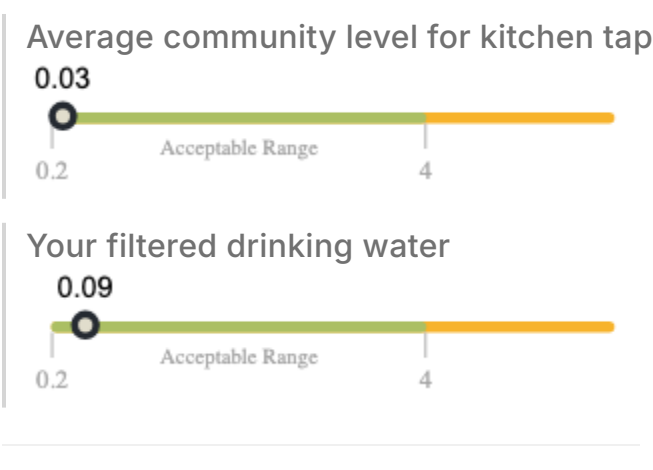 Average community level for kitchen tap
0.03
Acceptable Range
0.2
4
Your filtered drinking water
0.09
Acceptable Range
0.2
4